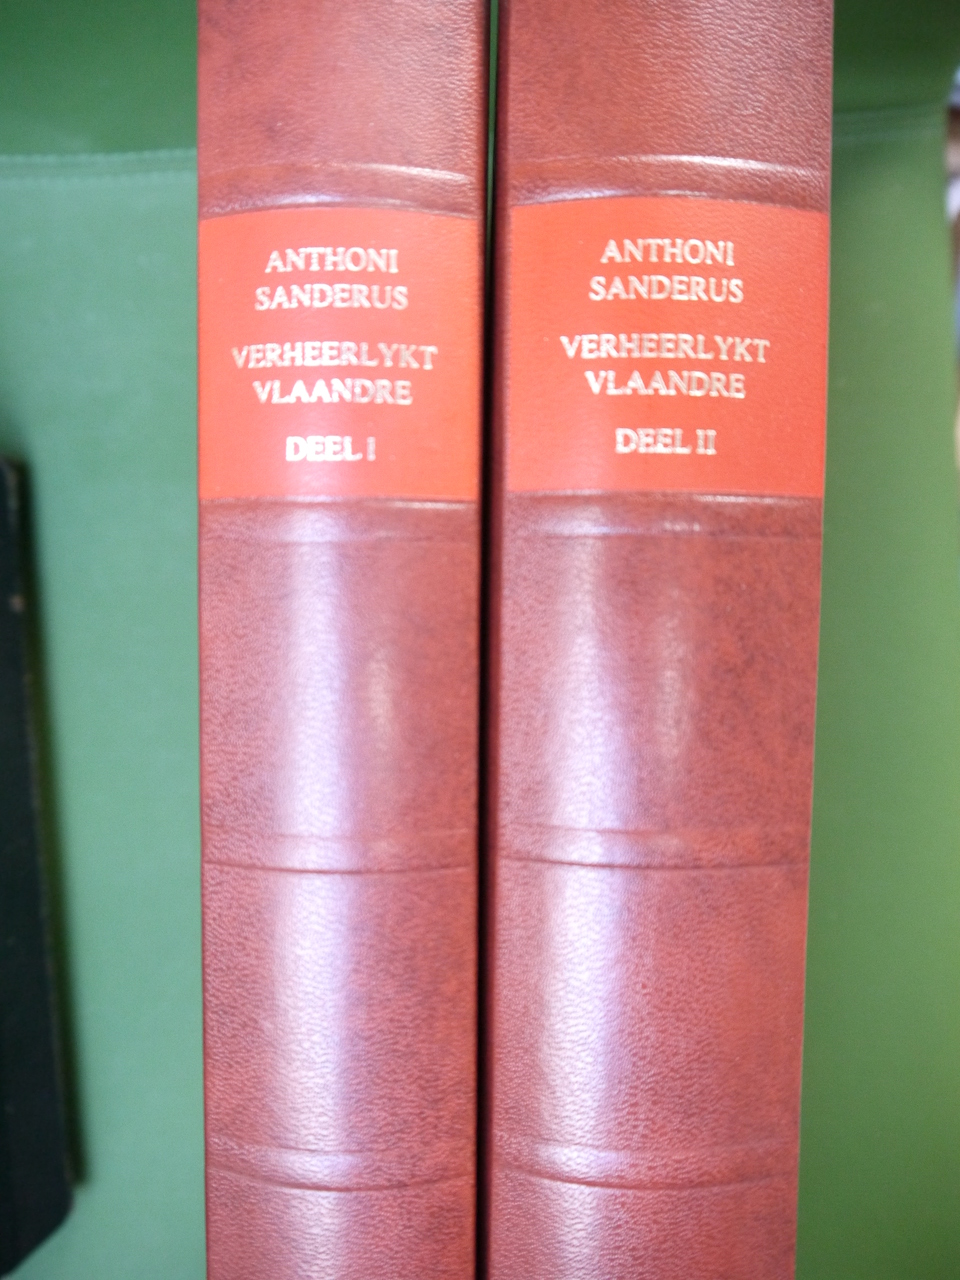 ANTHONI
SANDERUS
VERHEERLYKT
VLAANDRE
DEEL I
ANTHONI
SANDERUS
VERHEERLYKT
VLAANDRE
DEEL II